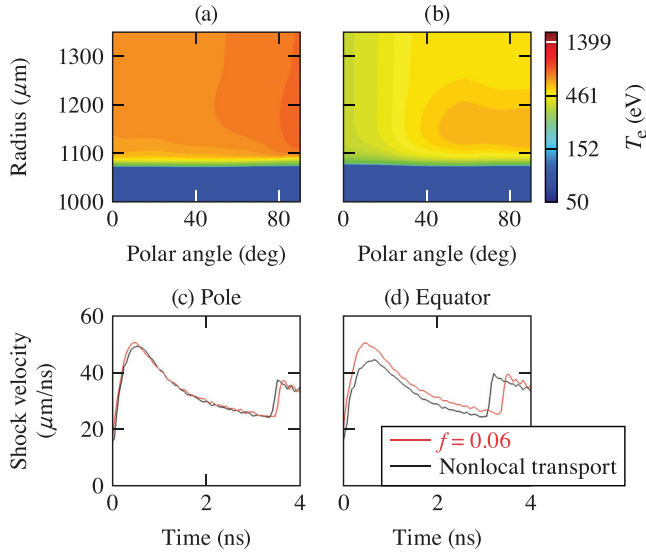 (a)
(b)
1300
1200
1100
1000
Radius (μm)
0
40
80
0
40
80
Polar angle (deg)
Polar angle (deg)
1399
461
152
50
Te (eV)
(c) Pole
(d) Equator
60
40
20
0
Shock velocity
(μm/ns)
f = 0.06
Nonlocal transport
0
2
4
0
2
4
Time (ns)
Time (ns)